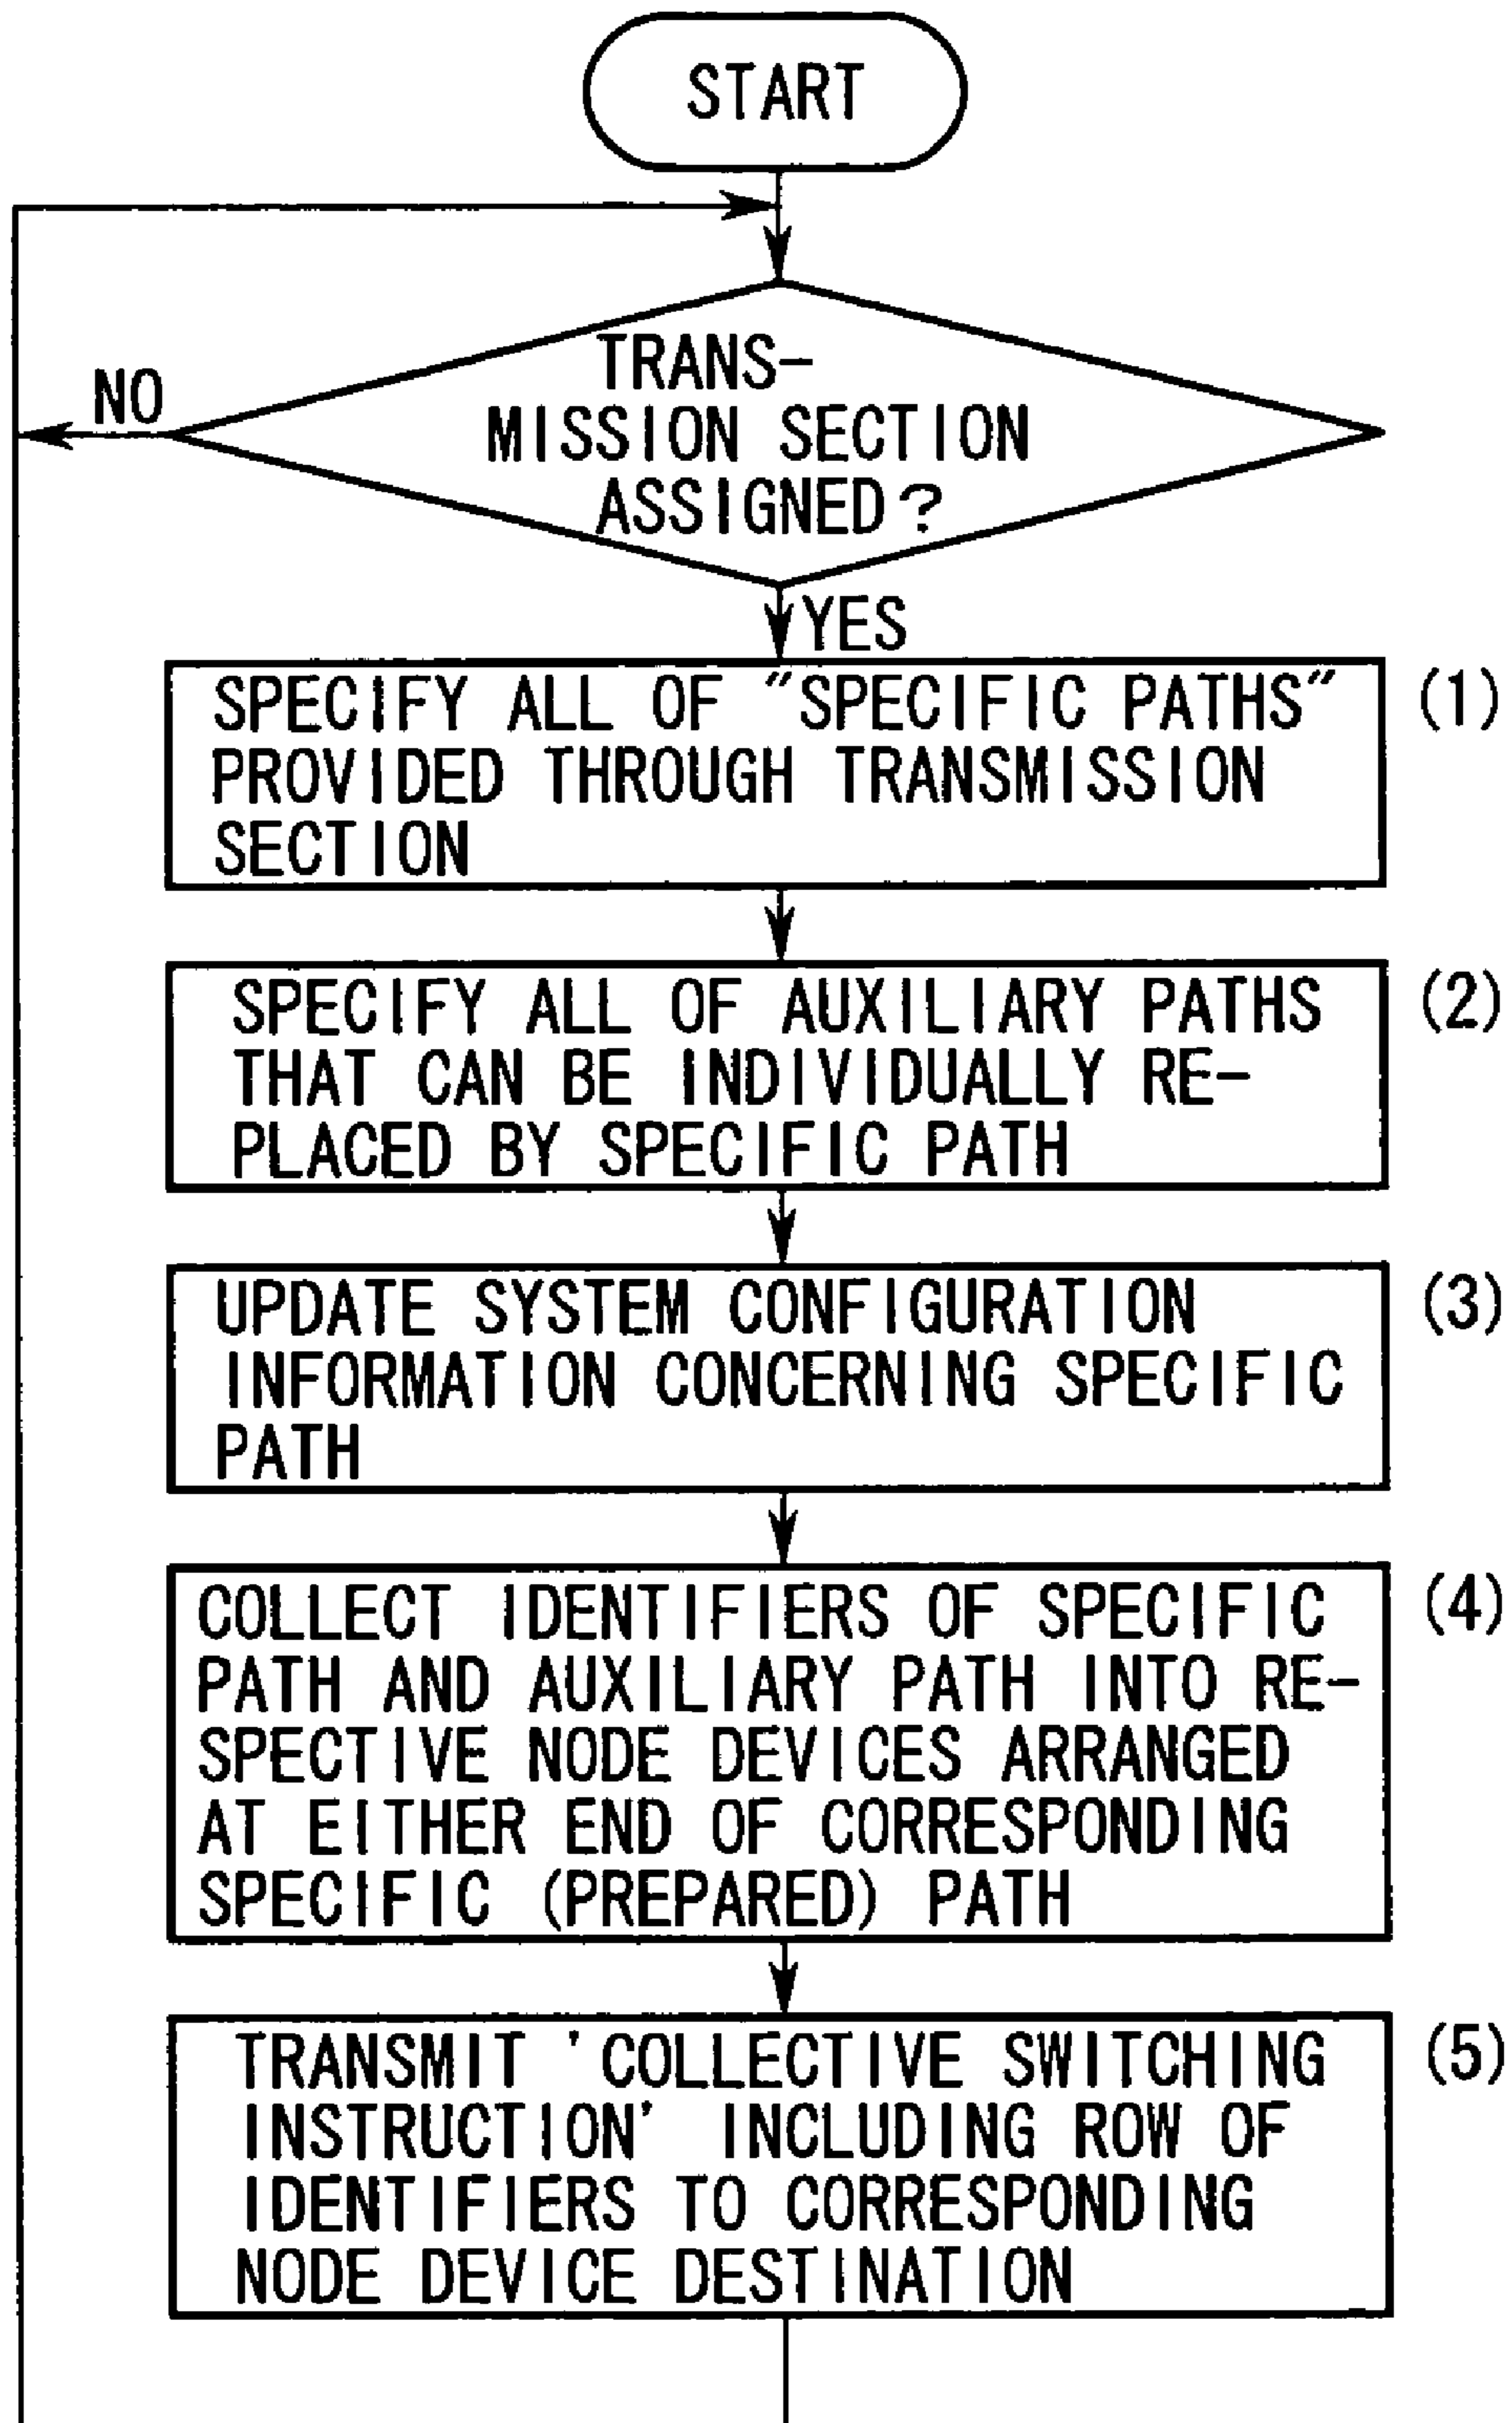 START
TRANS-
MISSION SECTION
ASSIGNED?
NO
YES
SPECIFY ALL OF "SPECIFIC PATHS"
PROVIDED THROUGH TRANSMISSION
SECTION
(1)
SPECIFY ALL OF AUXILIARY PATHS
THAT CAN BE INDIVIDUALLY RE-
PLACED BY SPECIFIC PATH
(2)
UPDATE SYSTEM CONFIGURATION
INFORMATION CONCERNING SPECIFIC
PATH
(3)
COLLECT IDENTIFIERS OF SPECIFIC
PATH AND AUXILIARY PATH INTO RE-
SPECTIVE NODE DEVICES ARRANGED
AT EITHER END OF CORRESPONDING
SPECIFIC (PREPARED) PATH
(4)
TRANSMIT 'COLLECTIVE SWITCHING
INSTRUCTION' INCLUDING ROW OF
IDENTIFIERS TO CORRESPONDING
NODE DEVICE DESTINATION
(5)